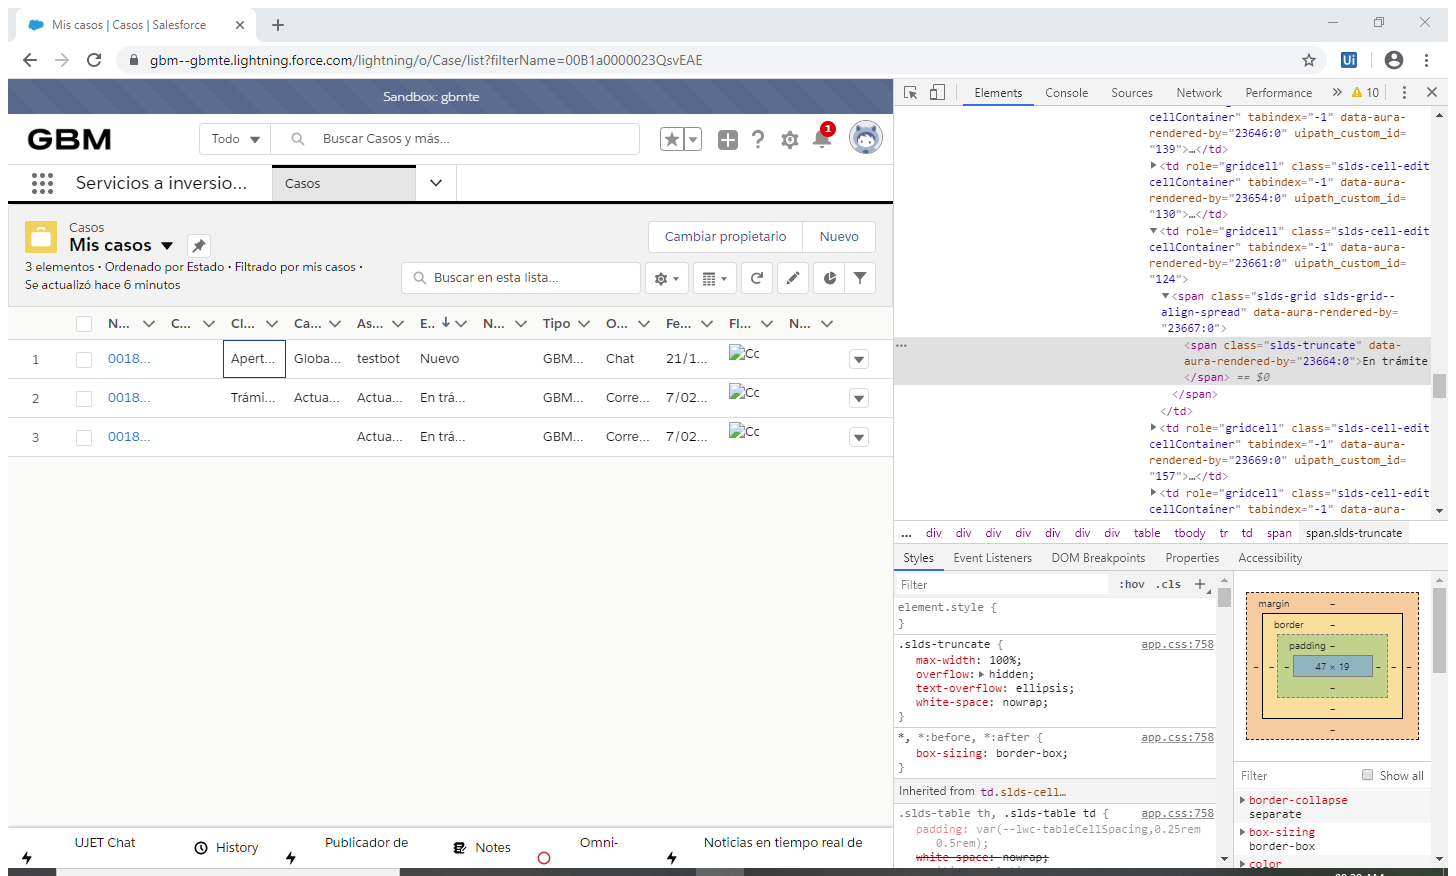 Mis casos | Casos | Salesforce
gbm--gbmte.lightning.force.com/lightning/o/Case/list?filterName=00B1a0000023QsvEAE
Ui
Sandbox: gbmte
GBM
Todo
Buscar Casos y más...
1
Servicios a inversio...
Casos
Casos
Mis casos
Cambiar propietario
Nuevo
3 elementos • Ordenado por Estado • Filtrado por mis casos •
Se actualizó hace 6 minutos
Buscar en esta lista...
N... C... Cl... Ca... As... E.. N... Tipo O... Fe... Fl... N...
1 0018... Apert... Globa... testbot Nuevo GBM... Chat 21/1... Cc
2 0018... Trámi... Actua... Actua... En trá... GBM... Corre... 7/02... Cc
3 0018... Actua... En trá... GBM... Corre... 7/02... Cc
UJET Chat
History
Publicador de
Notes
Omni-
Noticias en tiempo real de
Elements Console Sources Network Performance » 10
cellContainer" tabindex="-1" data-aura-
rendered-by="23646:0" uipath_custom_id=
"139">…</td>
<td role="gridcell" class="slds-cell-edit
cellContainer" tabindex="-1" data-aura-
rendered-by="23654:0" uipath_custom_id=
"130">…</td>
<td role="gridcell" class="slds-cell-edit
cellContainer" tabindex="-1" data-aura-
rendered-by="23661:0" uipath_custom_id=
"124">
<span class="slds-grid slds-grid--
align-spread" data-aura-rendered-by=
"23667:0">
... <span class="slds-truncate" data-
aura-rendered-by="23664:0">En trámite
</span> == $0
</span>
</td>
<td role="gridcell" class="slds-cell-edit
cellContainer" tabindex="-1" data-aura-
rendered-by="23669:0" uipath_custom_id=
"157">…</td>
<td role="gridcell" class="slds-cell-edit
cellContainer" tabindex="-1" data-aura-
... div div div div div div div table tbody tr td span span.slds-truncate
Styles Event Listeners DOM Breakpoints Properties Accessibility
Filter :hov .cls +
element.style {
}
.slds-truncate { app.css:758
max-width: 100%;
overflow: hidden;
text-overflow: ellipsis;
white-space: nowrap;
}
*, *:before, *:after { app.css:758
box-sizing: border-box;
}
Inherited from td.slds-cell…
.slds-table th, .slds-table td { app.css:758
padding: var(--lwc-tableCellSpacing,0.25rem
0.5rem);
white-space: nowrap;
margin –
border –
padding –
– – – 47 × 19 – – –
–
–
–
Filter Show all
border-collapse
separate
box-sizing
border-box
color